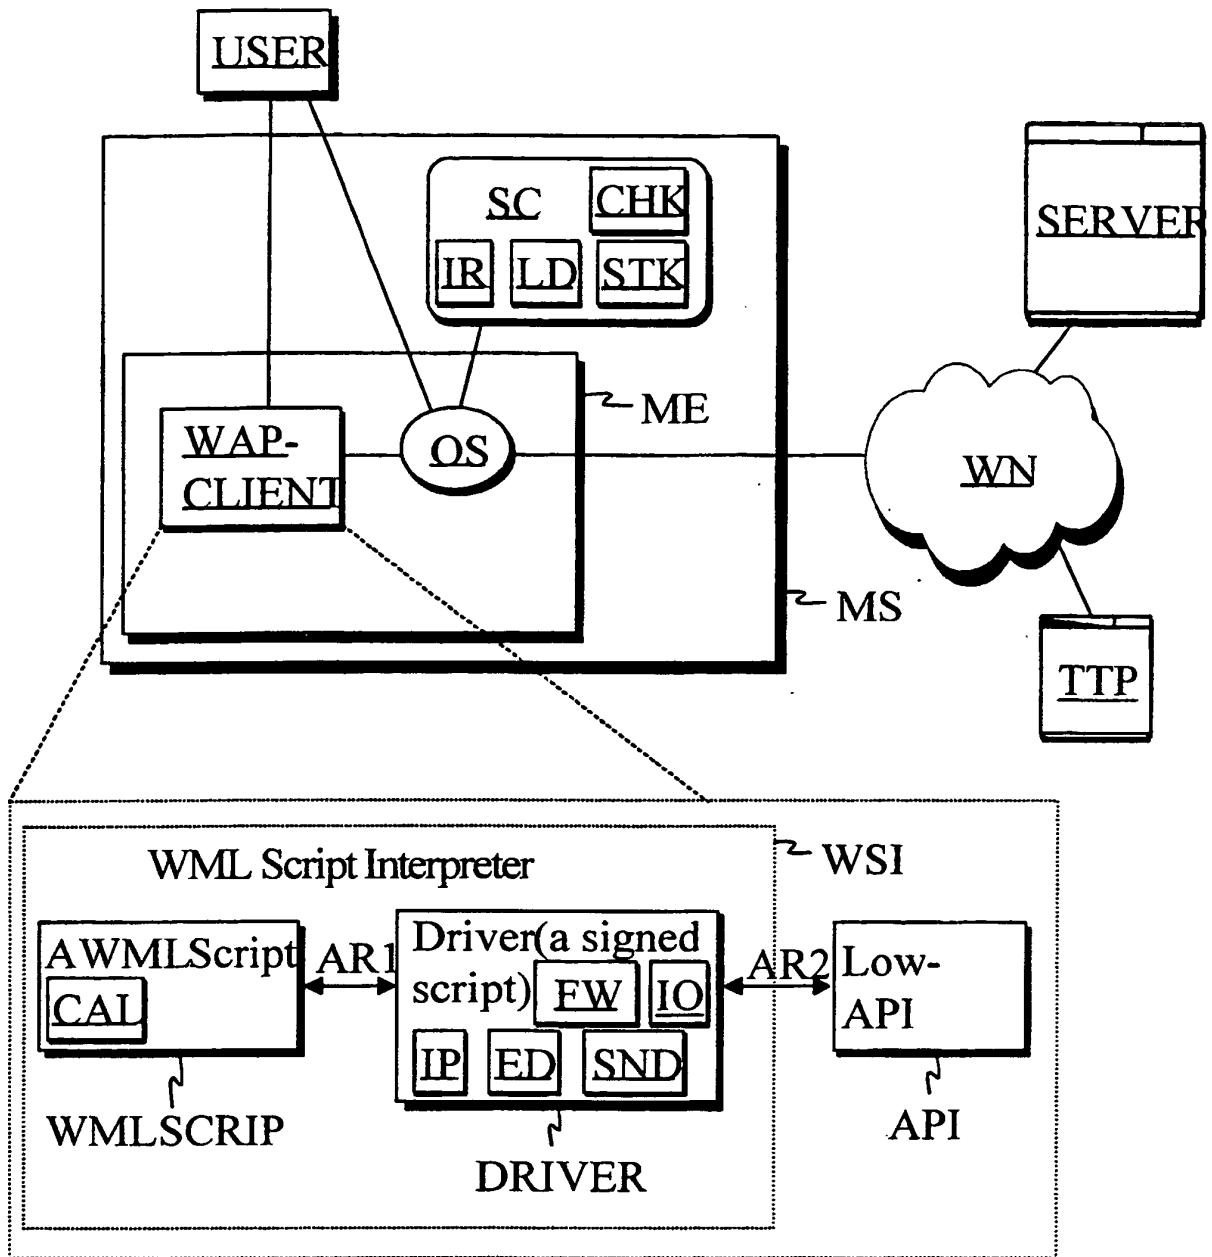 USER
SC
CHK
IR
LD
STK
SERVER
ME
WAP-
CLIENT
OS
WN
MS
TTP
WML Script Interpreter
WSI
AWMLScript
CAL
AR1
Driver(a signed
script)
FW
IO
IP
ED
SND
AR2
Low-
API
WMLSCRIP
DRIVER
API